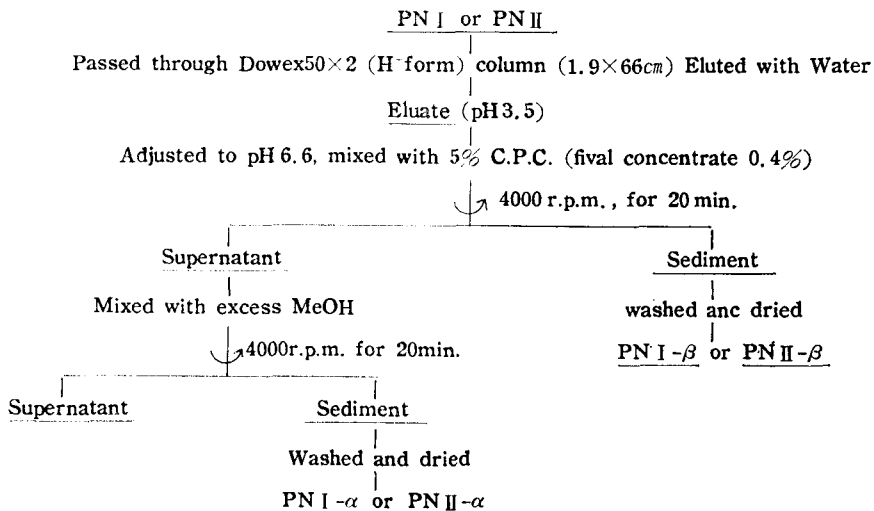 PN Ⅰ or PN Ⅱ
Passed through Dowex50×2 (H-form) column (1.9×66cm) Eluted with Water
Eluate (pH3.5)
Adjusted to pH 6.6, mixed with 5% C.P.C. (fival concentrate 0.4%)
4000 r.p.m., for 20 min.
Supernatant Sediment
Mixed with excess MeOH washed anc dried
4000r.p.m. for 20min. PN Ⅰ-β or PN Ⅱ-β
Supernatant Sediment
Washed and dried
PN Ⅰ-α or PN Ⅱ-α